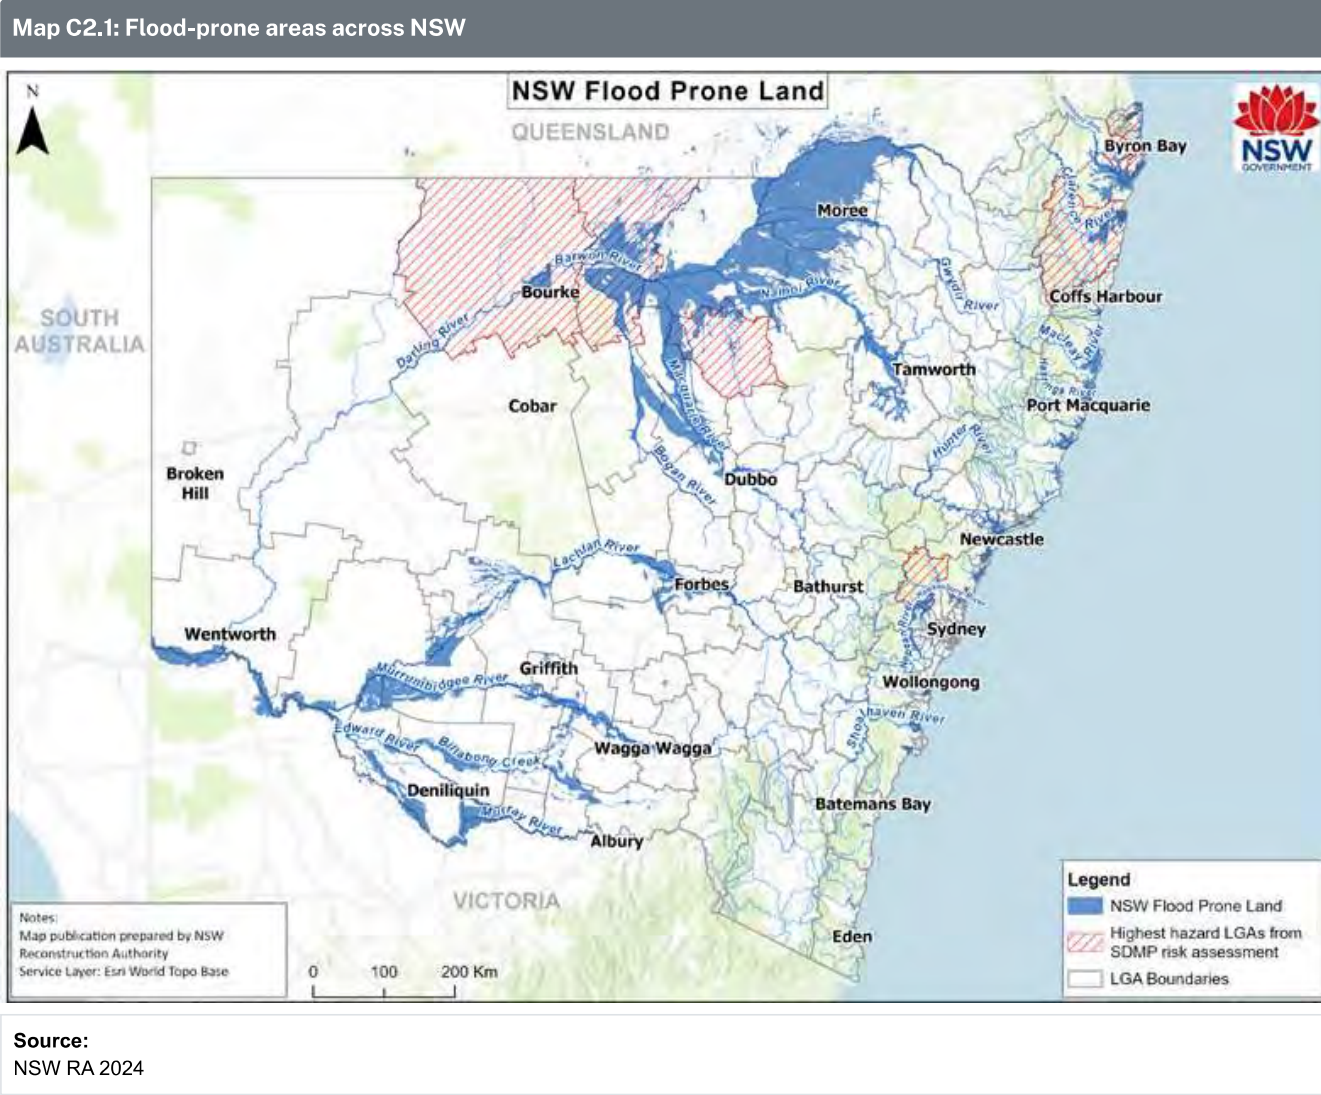 Map C2.1: Flood-prone areas across NSW
N
NSW Flood Prone Land
QUEENSLAND
NSW
GOVERNMENT
Byron Bay
Clarence River
Moree
Barwon River
Bourke
Namoi River
Gwydir River
Coffs Harbour
SOUTH
AUSTRALIA
Darling River
Macleay River
Tamworth
Hastings River
Macquarie River
Cobar
Port Macquarie
Hunter River
Broken
Hill
Bogan River
Dubbo
Newcastle
Lachlan River
Forbes
Bathurst
Wentworth
Sydney
Murrumbidgee River
Griffith
Wollongong
Shoalhaven River
Edward River
Billabong Creek
Wagga Wagga
Deniliquin
Murray River
Batemans Bay
Albury
VICTORIA
Eden
Legend
NSW Flood Prone Land
Highest hazard LGAs from
SDMP risk assessment
LGA Boundaries
Notes:
Map publication prepared by NSW
Reconstruction Authority
Service Layer: Esri World Topo Base
0 100 200 Km
Source:
NSW RA 2024